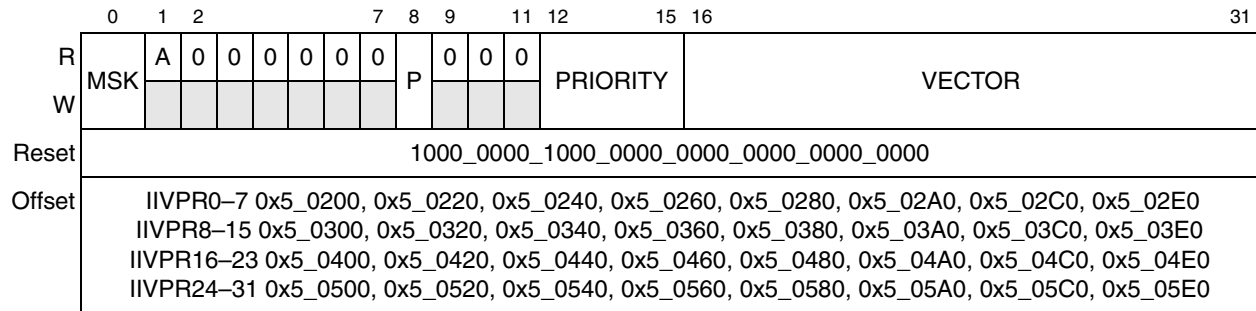 0 1 2 7 8 9 11 12 15 16 31
R MSK A 0 0 0 0 0 0 P 0 0 0 PRIORITY VECTOR
W
Reset 1000_0000_1000_0000_0000_0000_0000_0000
Offset IIVPR0–7 0x5_0200, 0x5_0220, 0x5_0240, 0x5_0260, 0x5_0280, 0x5_02A0, 0x5_02C0, 0x5_02E0
IIVPR8–15 0x5_0300, 0x5_0320, 0x5_0340, 0x5_0360, 0x5_0380, 0x5_03A0, 0x5_03C0, 0x5_03E0
IIVPR16–23 0x5_0400, 0x5_0420, 0x5_0440, 0x5_0460, 0x5_0480, 0x5_04A0, 0x5_04C0, 0x5_04E0
IIVPR24–31 0x5_0500, 0x5_0520, 0x5_0540, 0x5_0560, 0x5_0580, 0x5_05A0, 0x5_05C0, 0x5_05E0